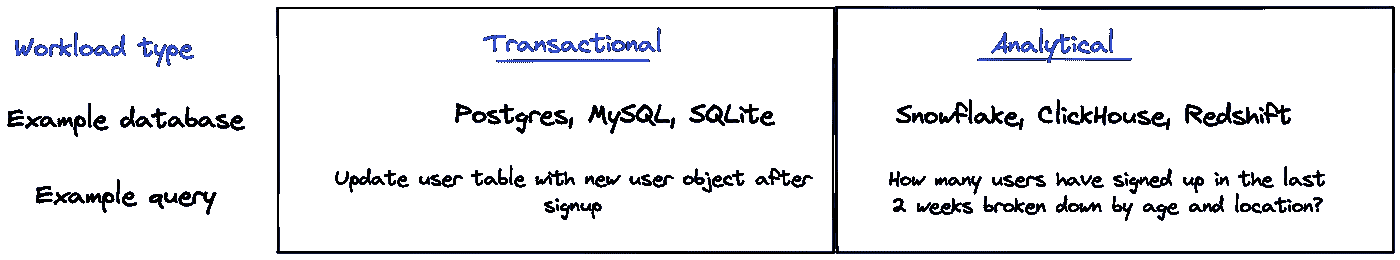 Workload type
Transactional
Analytical
Example database
Postgres, MySQL, SQLite
Snowflake, ClickHouse, Redshift
Example query
Update user table with new user object after
signup
How many users have signed up in the last
2 weeks broken down by age and location?